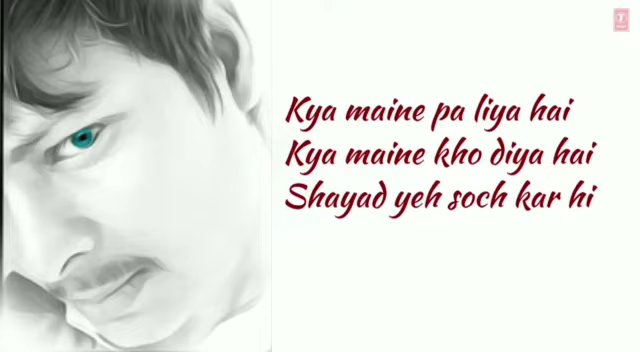 Kya maine pa liya hai
Kya maine kho diya hai
Shayad yeh soch kar hi